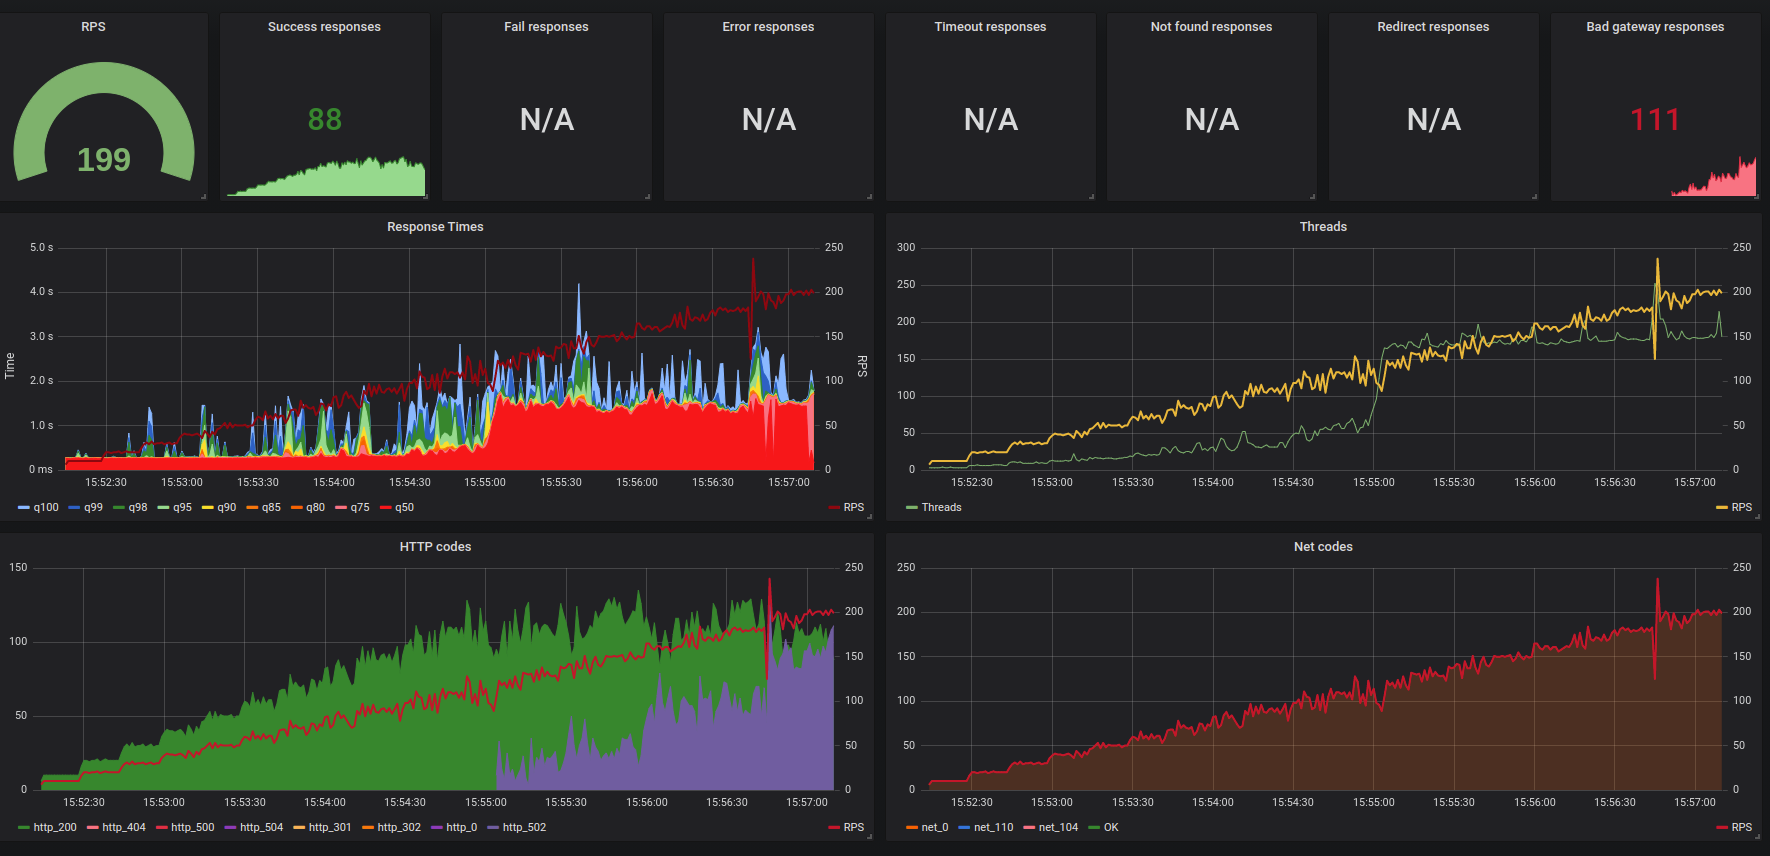 RPS
Success responses
Fail responses
Error responses
Timeout responses
Not found responses
Redirect responses
Bad gateway responses
199
88
N/A
N/A
N/A
N/A
N/A
111
Response Times
5.0 s
4.0 s
3.0 s
2.0 s
1.0 s
0 ms
Time
250
200
150
100
50
0
RPS
15:52:30 15:53:00 15:53:30 15:54:00 15:54:30 15:55:00 15:55:30 15:56:00 15:56:30 15:57:00
q100 q99 q98 q95 q90 q85 q80 q75 q50 RPS
Threads
300
250
200
150
100
50
0
250
200
150
100
50
0
15:52:30 15:53:00 15:53:30 15:54:00 15:54:30 15:55:00 15:55:30 15:56:00 15:56:30 15:57:00
Threads RPS
HTTP codes
150
100
50
0
250
200
150
100
50
0
15:52:30 15:53:00 15:53:30 15:54:00 15:54:30 15:55:00 15:55:30 15:56:00 15:56:30 15:57:00
http_200 http_404 http_500 http_504 http_301 http_302 http_0 http_502 RPS
Net codes
250
200
150
100
50
0
250
200
150
100
50
0
15:52:30 15:53:00 15:53:30 15:54:00 15:54:30 15:55:00 15:55:30 15:56:00 15:56:30 15:57:00
net_0 net_110 net_104 OK RPS